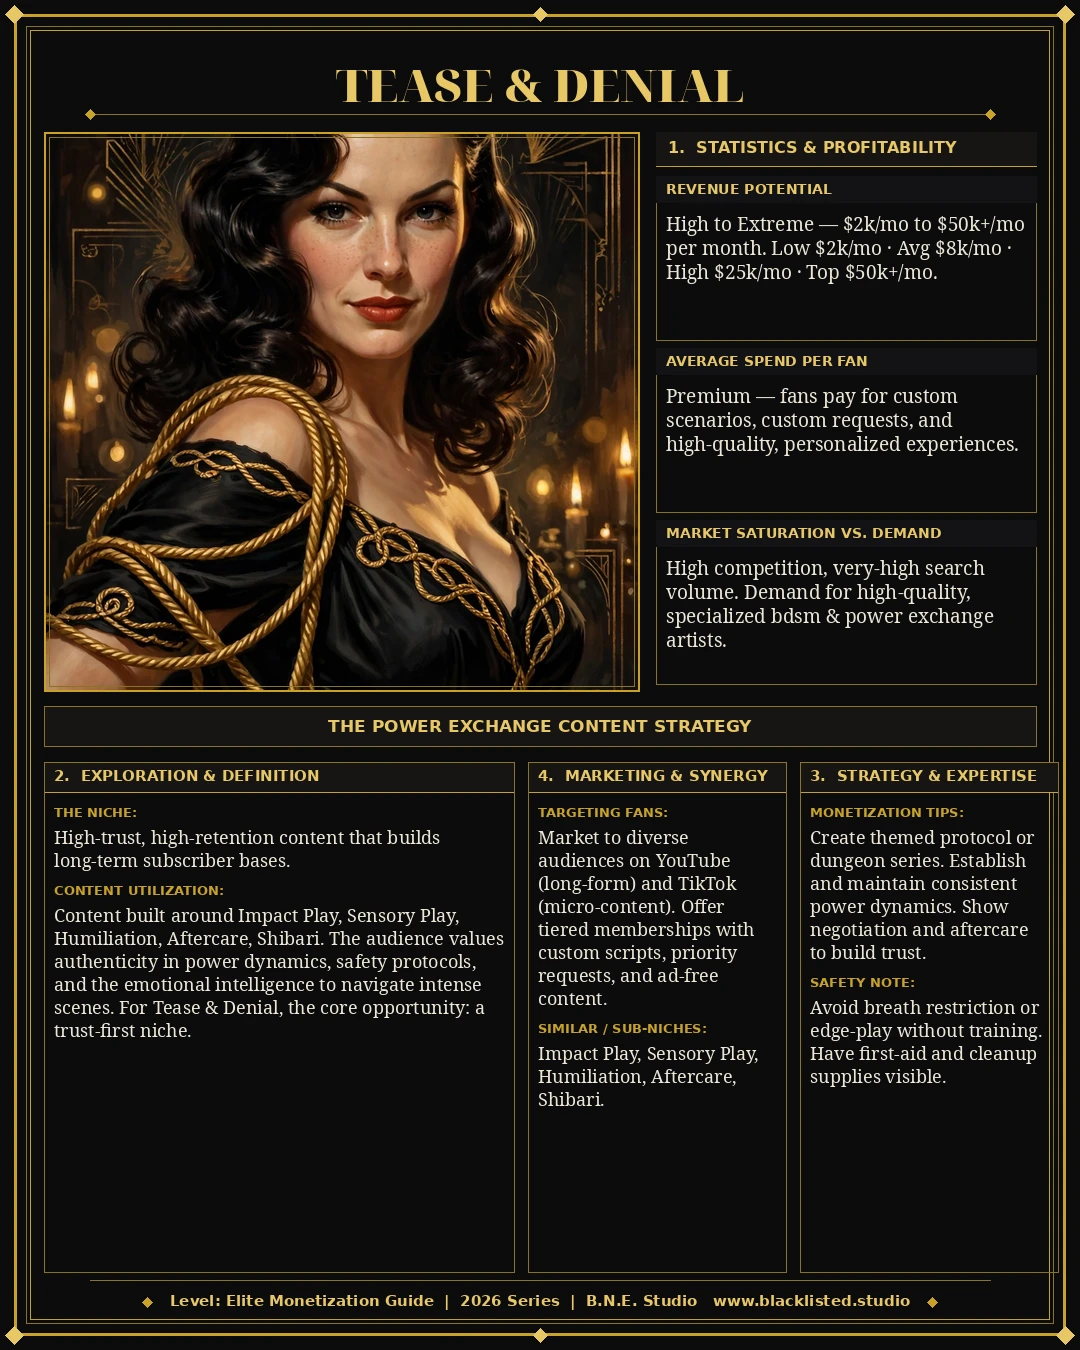 TEASE & DENIAL
1. STATISTICS & PROFITABILITY
REVENUE POTENTIAL
High to Extreme — $2k/mo to $50k+/mo
per month. Low $2k/mo · Avg $8k/mo ·
High $25k/mo · Top $50k+/mo.
AVERAGE SPEND PER FAN
Premium — fans pay for custom
scenarios, custom requests, and
high-quality, personalized experiences.
MARKET SATURATION VS. DEMAND
High competition, very-high search
volume. Demand for high-quality,
specialized bdsm & power exchange
artists.
THE POWER EXCHANGE CONTENT STRATEGY
2. EXPLORATION & DEFINITION
THE NICHE:
High-trust, high-retention content that builds
long-term subscriber bases.
CONTENT UTILIZATION:
Content built around Impact Play, Sensory Play,
Humiliation, Aftercare, Shibari. The audience values
authenticity in power dynamics, safety protocols,
and the emotional intelligence to navigate intense
scenes. For Tease & Denial, the core opportunity: a
trust-first niche.
4. MARKETING & SYNERGY
TARGETING FANS:
Market to diverse
audiences on YouTube
(long-form) and TikTok
(micro-content). Offer
tiered memberships with
custom scripts, priority
requests, and ad-free
content.
SIMILAR / SUB-NICHES:
Impact Play, Sensory Play,
Humiliation, Aftercare,
Shibari.
3. STRATEGY & EXPERTISE
MONETIZATION TIPS:
Create themed protocol or
dungeon series. Establish
and maintain consistent
power dynamics. Show
negotiation and aftercare
to build trust.
SAFETY NOTE:
Avoid breath restriction or
edge-play without training.
Have first-aid and cleanup
supplies visible.
Level: Elite Monetization Guide | 2026 Series | B.N.E. Studio www.blacklisted.studio